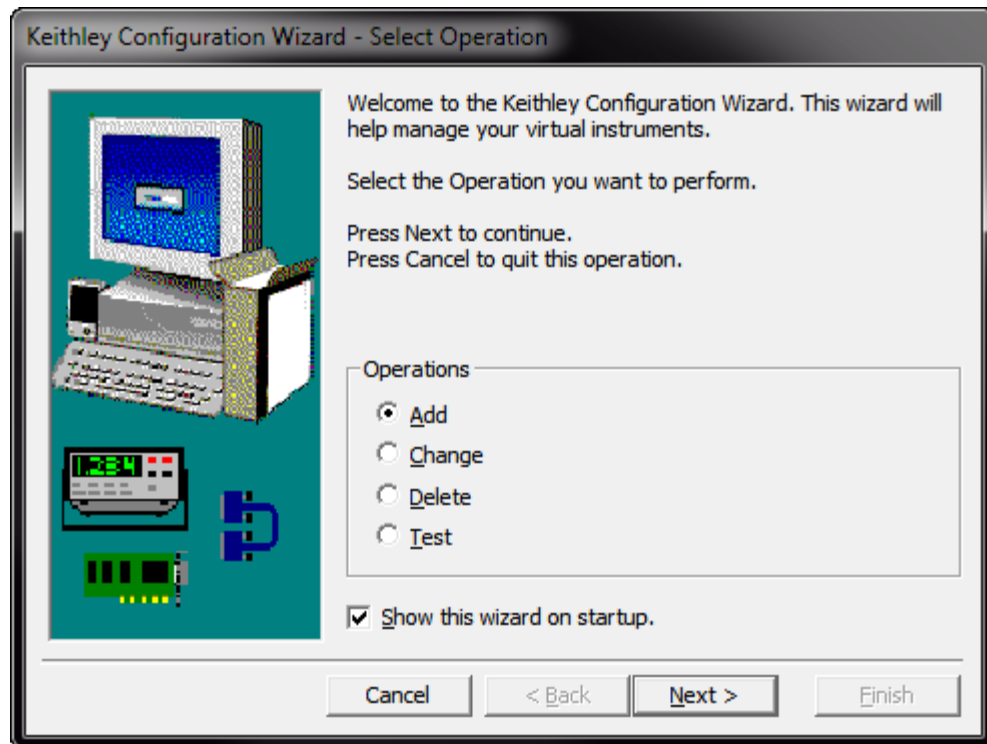 Keithley Configuration Wizard - Select Operation
Welcome to the Keithley Configuration Wizard. This wizard will
help manage your virtual instruments.
Select the Operation you want to perform.
Press Next to continue.
Press Cancel to quit this operation.
Operations
Add
Change
Delete
Test
1.234
Show this wizard on startup.
Cancel
< Back
Next >
Finish